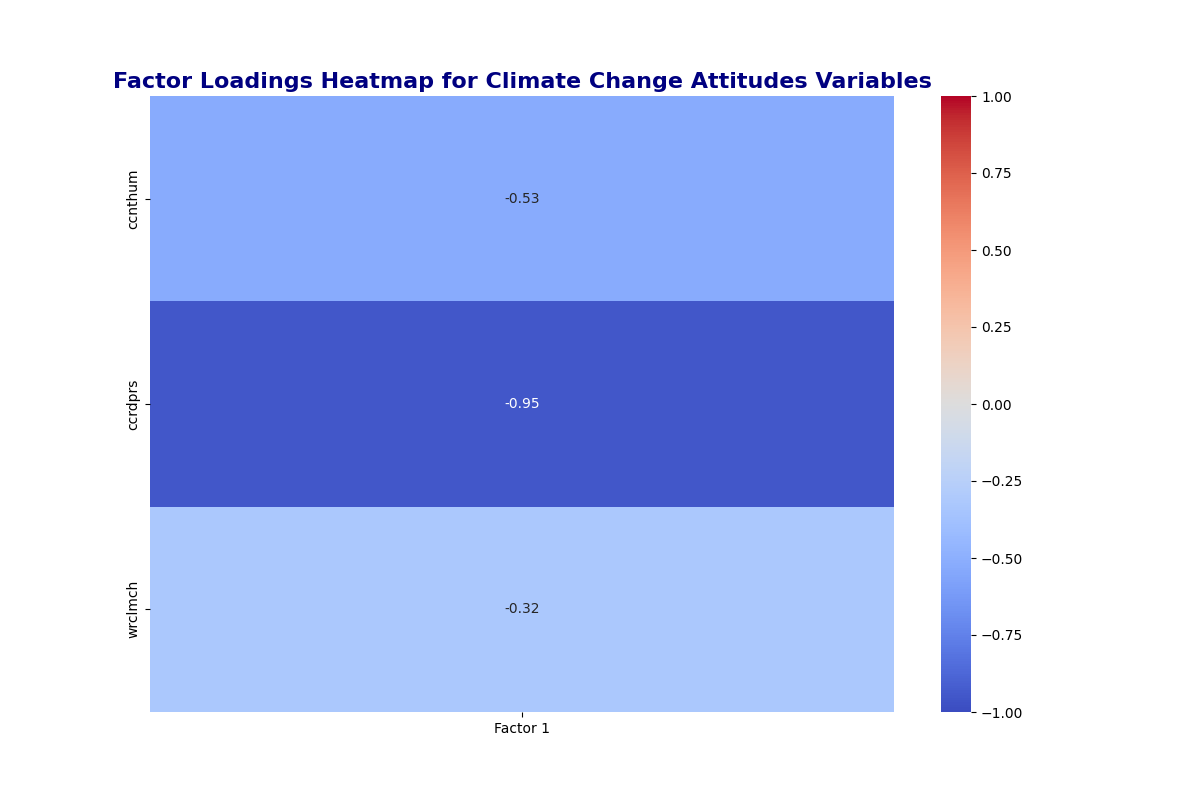 Factor Loadings Heatmap for Climate Change Attitudes Variables
ccnthum
-0.53
ccrdprs
-0.95
wrclmch
-0.32
Factor 1
1.00
0.75
0.50
0.25
0.00
−0.25
−0.50
−0.75
−1.00